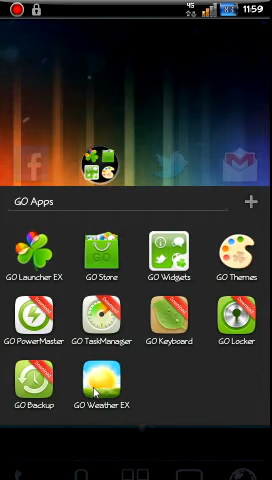 45
11:59
GO Apps
GO Launcher EX
GO Store
GO Widgets
GO Themes
GO PowerMaster
GO TaskManager
GO Keyboard
GO Locker
GO Backup
GO Weather EX